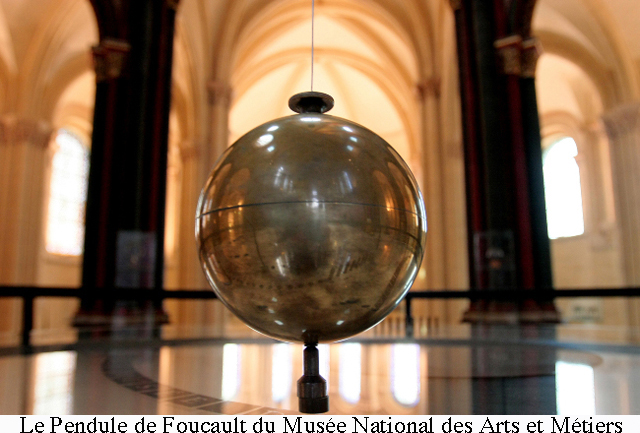 Le Pendule de Foucault du Musée National des Arts et Métiers